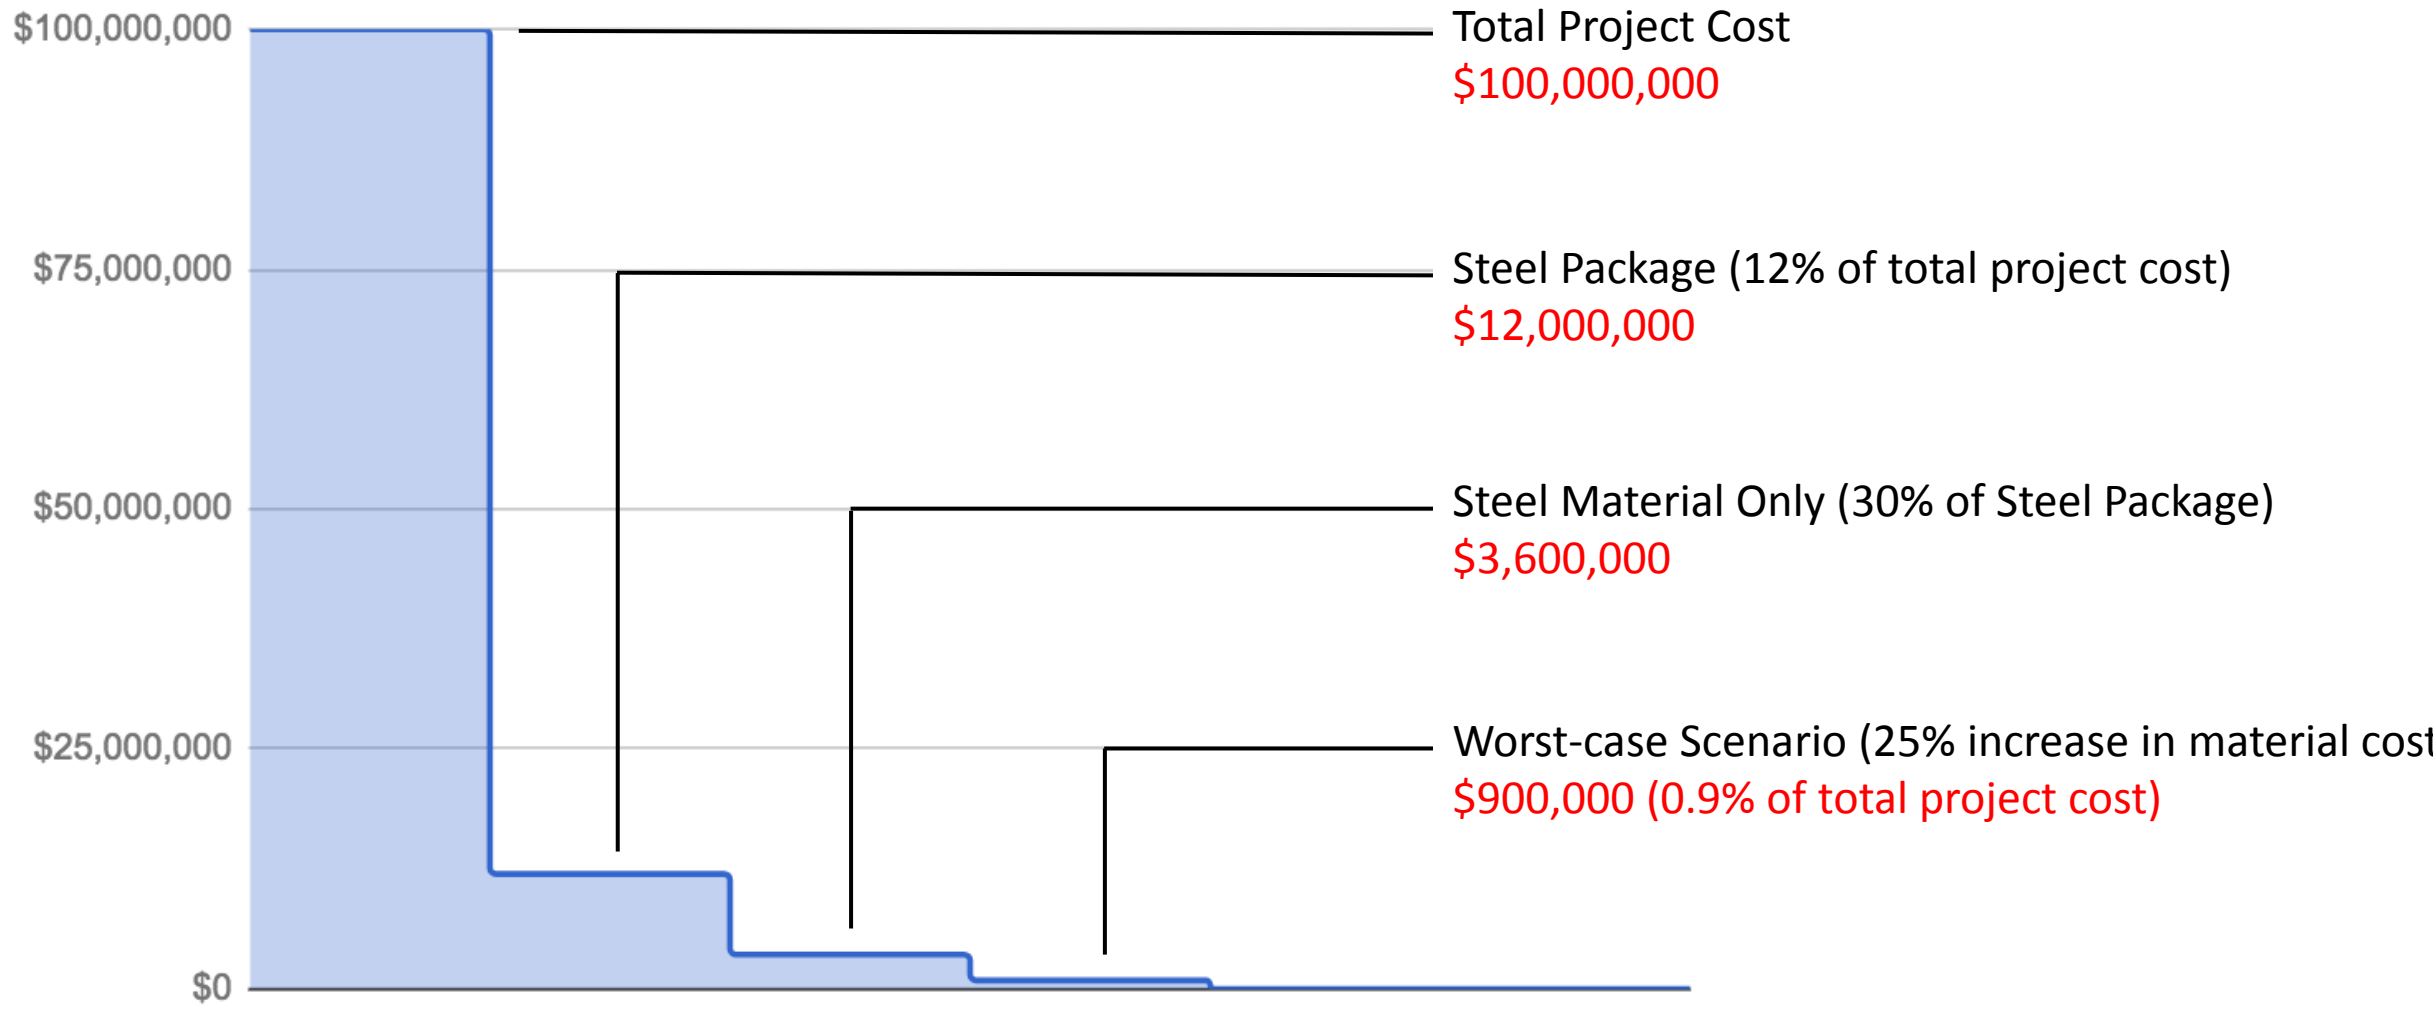 $100,000,000
Total Project Cost
$100,000,000
$75,000,000
Steel Package (12% of total project cost)
$12,000,000
$50,000,000
Steel Material Only (30% of Steel Package)
$3,600,000
$25,000,000
Worst-case Scenario (25% increase in material cost
$900,000 (0.9% of total project cost)
$0